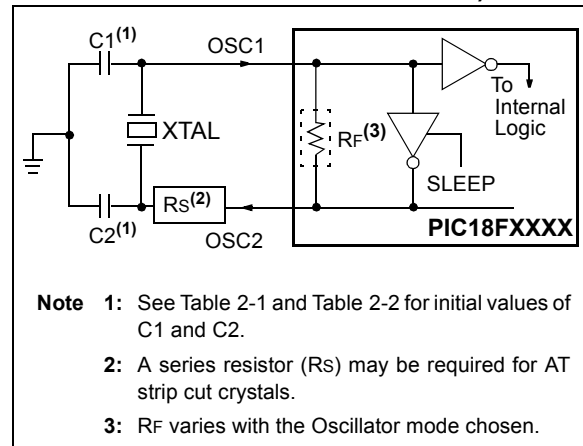 C1(1)
OSC1
To
Internal
Logic
XTAL
RF(3)
SLEEP
RS(2)
C2(1)
OSC2
PIC18FXXXX
Note 1: See Table 2-1 and Table 2-2 for initial values of
C1 and C2.
2: A series resistor (RS) may be required for AT
strip cut crystals.
3: RF varies with the Oscillator mode chosen.